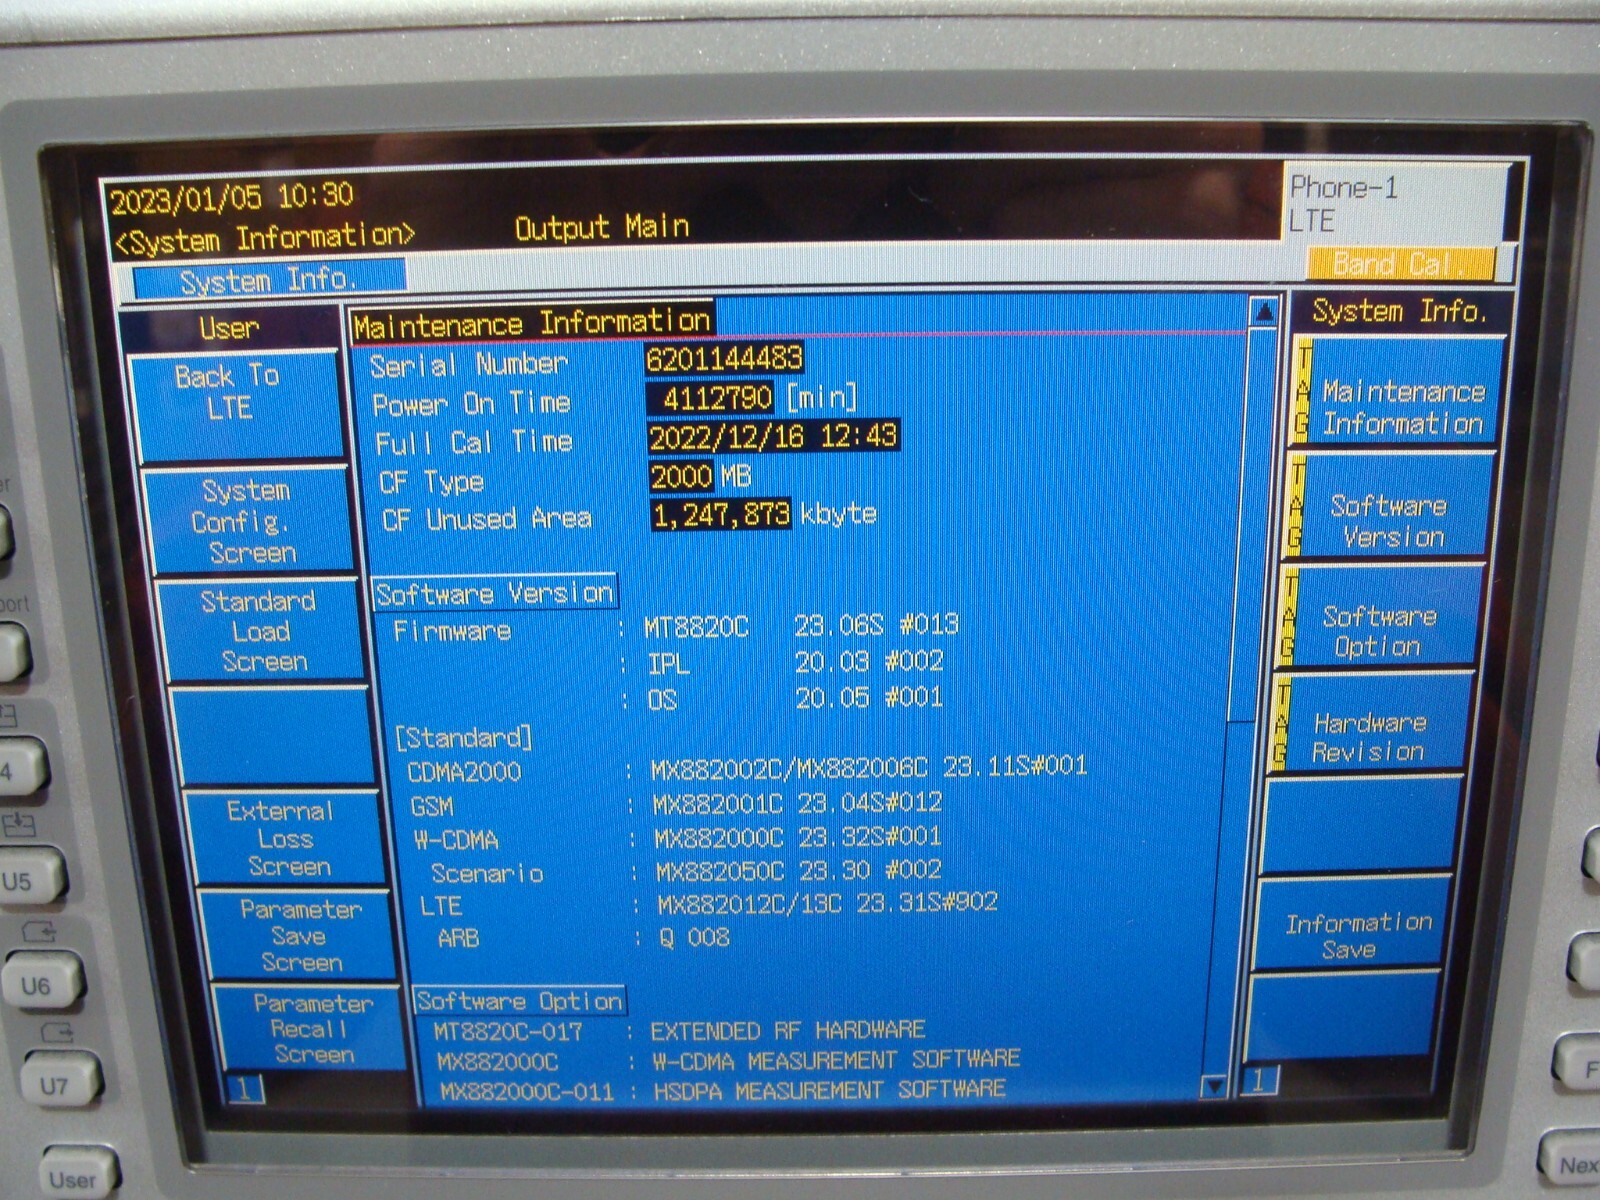 2023/01/05 10:30
<System Information>
Output Main
Phone-1
LTE
System Info.
Band Cal.
User
Back To
LTE
System
Config.
Screen
Standard
Load
Screen
External
Loss
Screen
Parameter
Save
Screen
Parameter
Recall
Screen
1
Maintenance Information
Serial Number 6201144483
Power On Time 4112790 [min]
Full Cal Time 2022/12/16 12:43
CF Type 2000 MB
CF Unused Area 1,247,873 kbyte
Software Version
Firmware : MT8820C 23.06S #013
: IPL 20.03 #002
: OS 20.05 #001
[Standard]
CDMA2000 : MX882002C/MX882006C 23.11S#001
GSM : MX882001C 23.04S#012
W-CDMA : MX882000C 23.32S#001
Scenario : MX882050C 23.30 #002
LTE : MX882012C/13C 23.31S#902
ARB : Q 008
Software Option
MT8820C-017 : EXTENDED RF HARDWARE
MX882000C : W-CDMA MEASUREMENT SOFTWARE
MX882000C-011 : HSDPA MEASUREMENT SOFTWARE
System Info.
Maintenance
Information
Software
Version
Software
Option
Hardware
Revision
Information
Save
1
4
U5
U6
U7
User